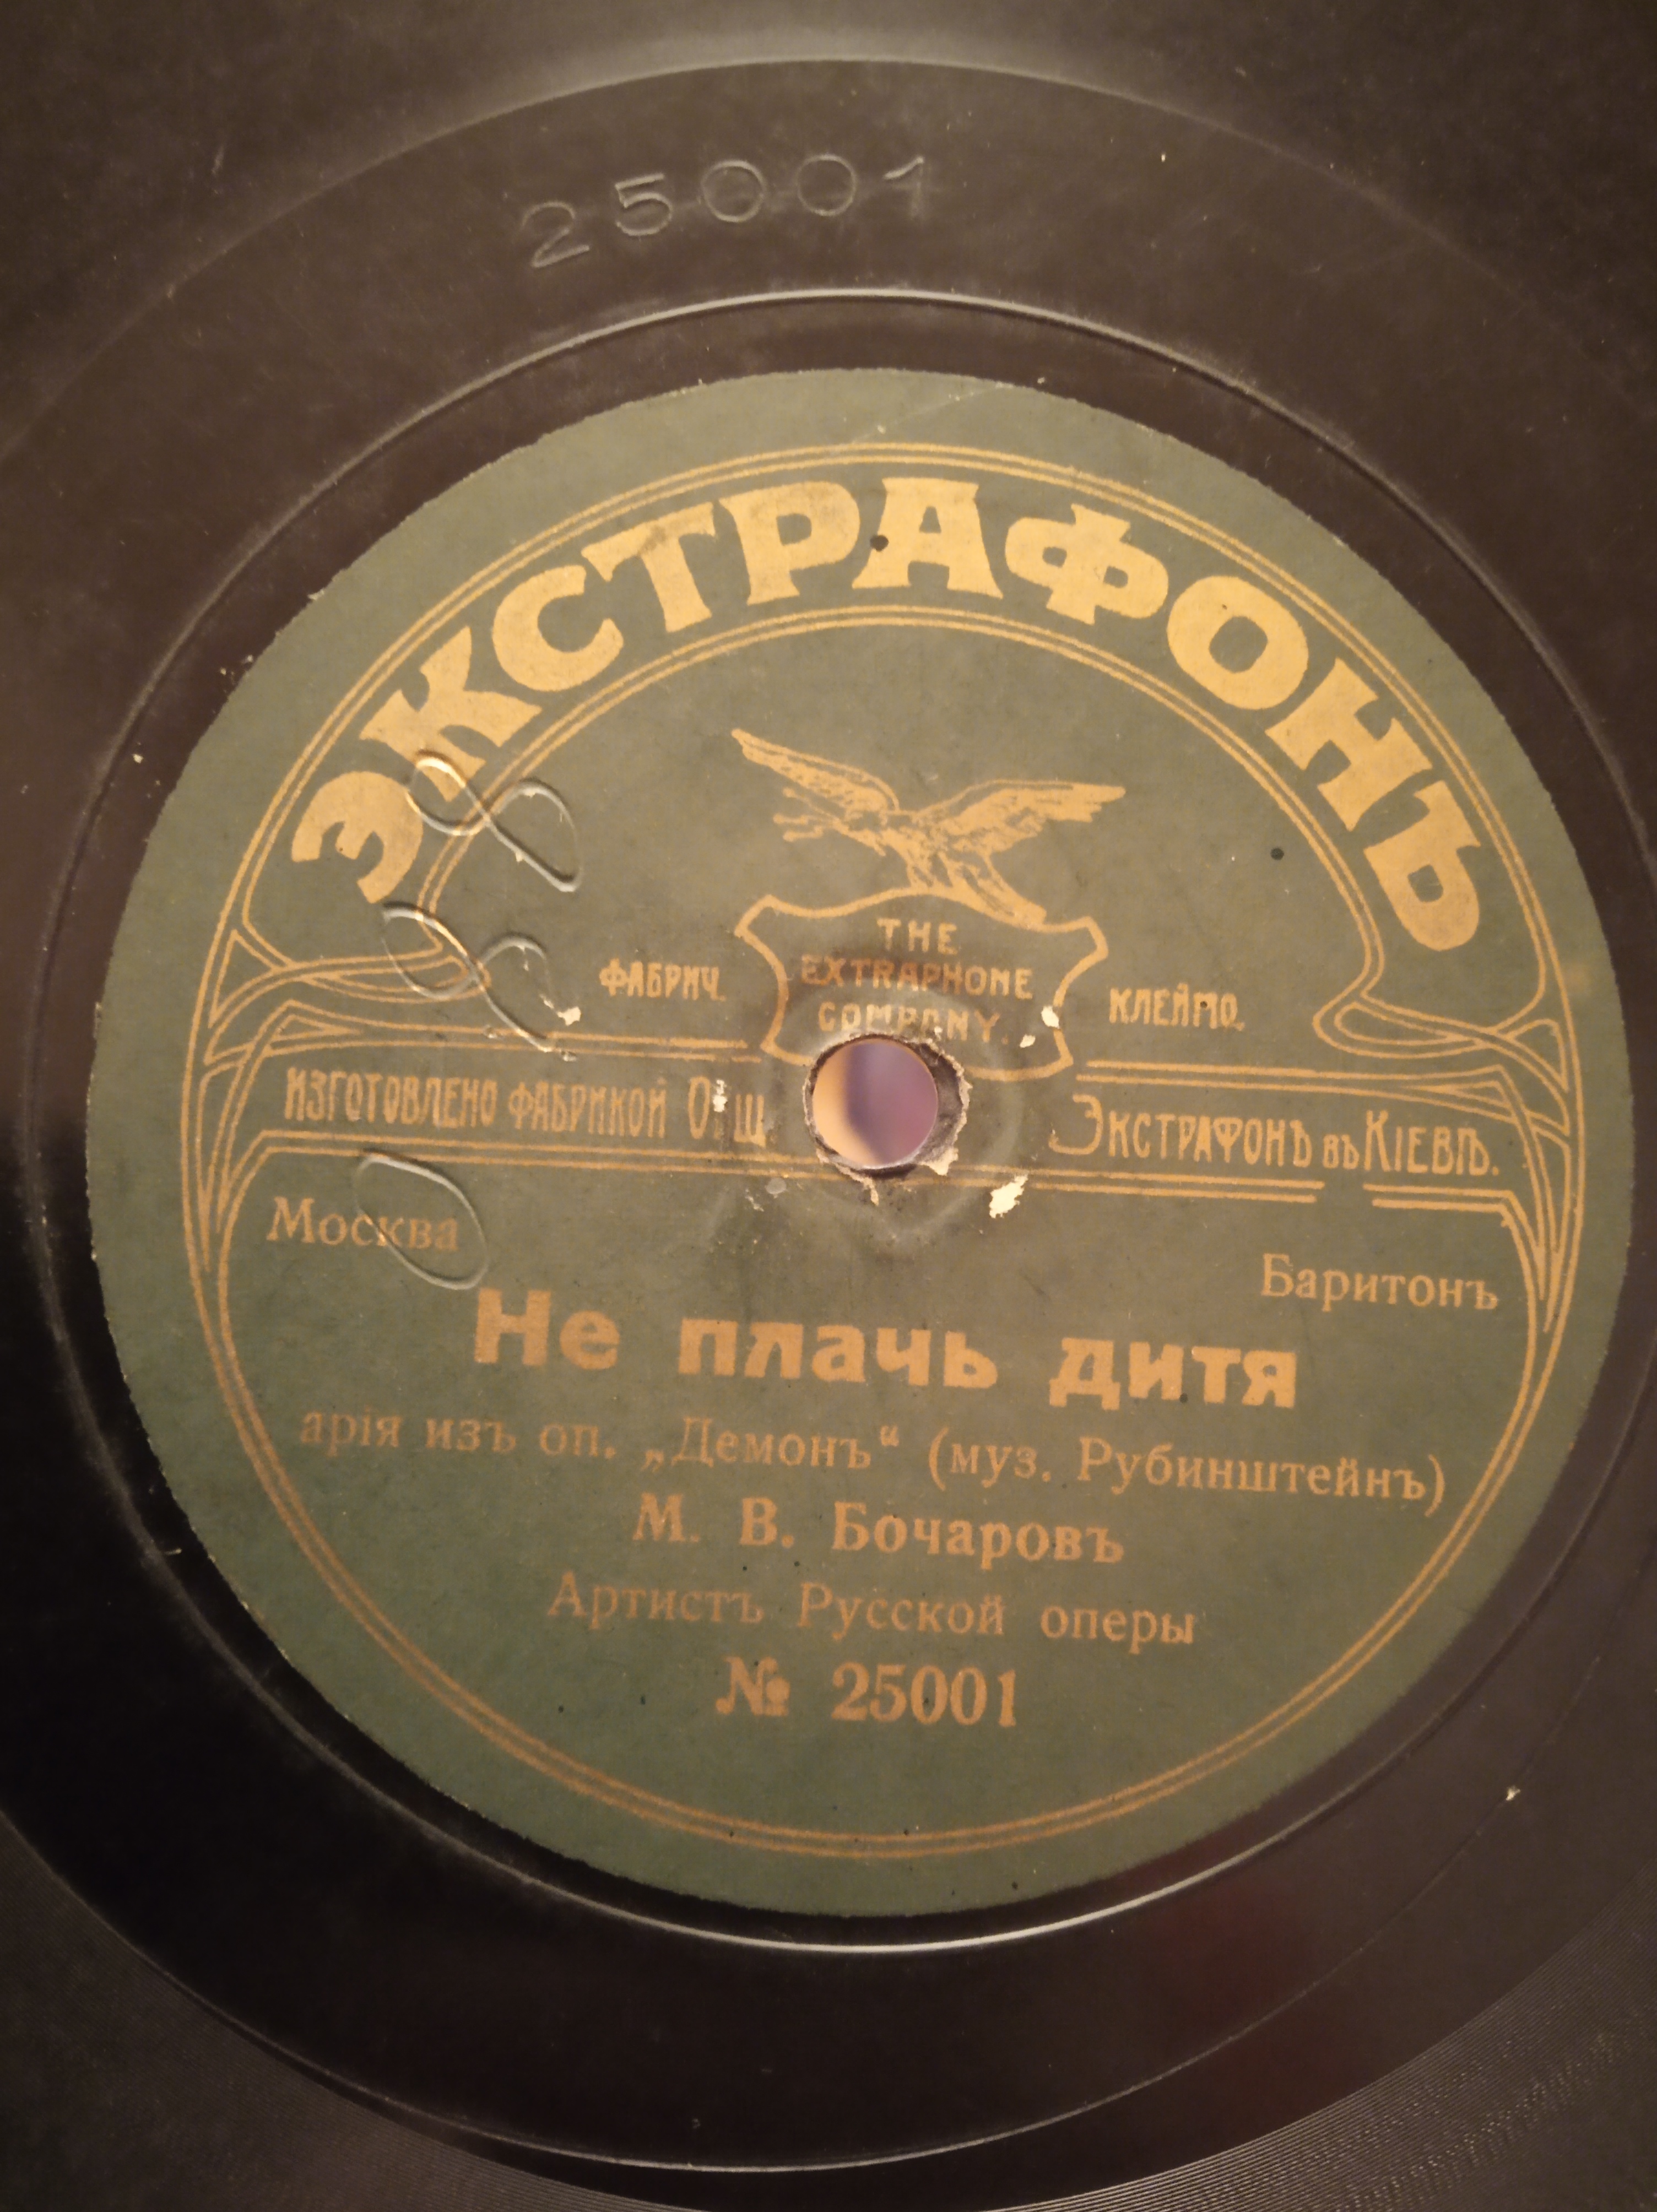 25001
ЭКСТРАФОНЪ
THE
EXTRAPHONE
COMPANY.
ФАБРИЧ. КЛЕЙМО.
ИЗГОТОВЛЕНО ФАБРИКОЙ ОБЩ. ЭКСТРАФОНЪ въ КІЕВѢ.
Москва
Баритонъ
Не плачь дитя
арія изъ оп. „Демонъ“ (муз. Рубинштейнъ)
М. В. Бочаровъ
Артистъ Русской оперы
№ 25001